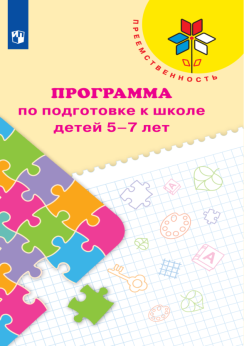 ПРЕЕМСТВЕННОСТЬ
ПРОГРАММА
по подготовке к школе
детей 5–7 лет
А
А